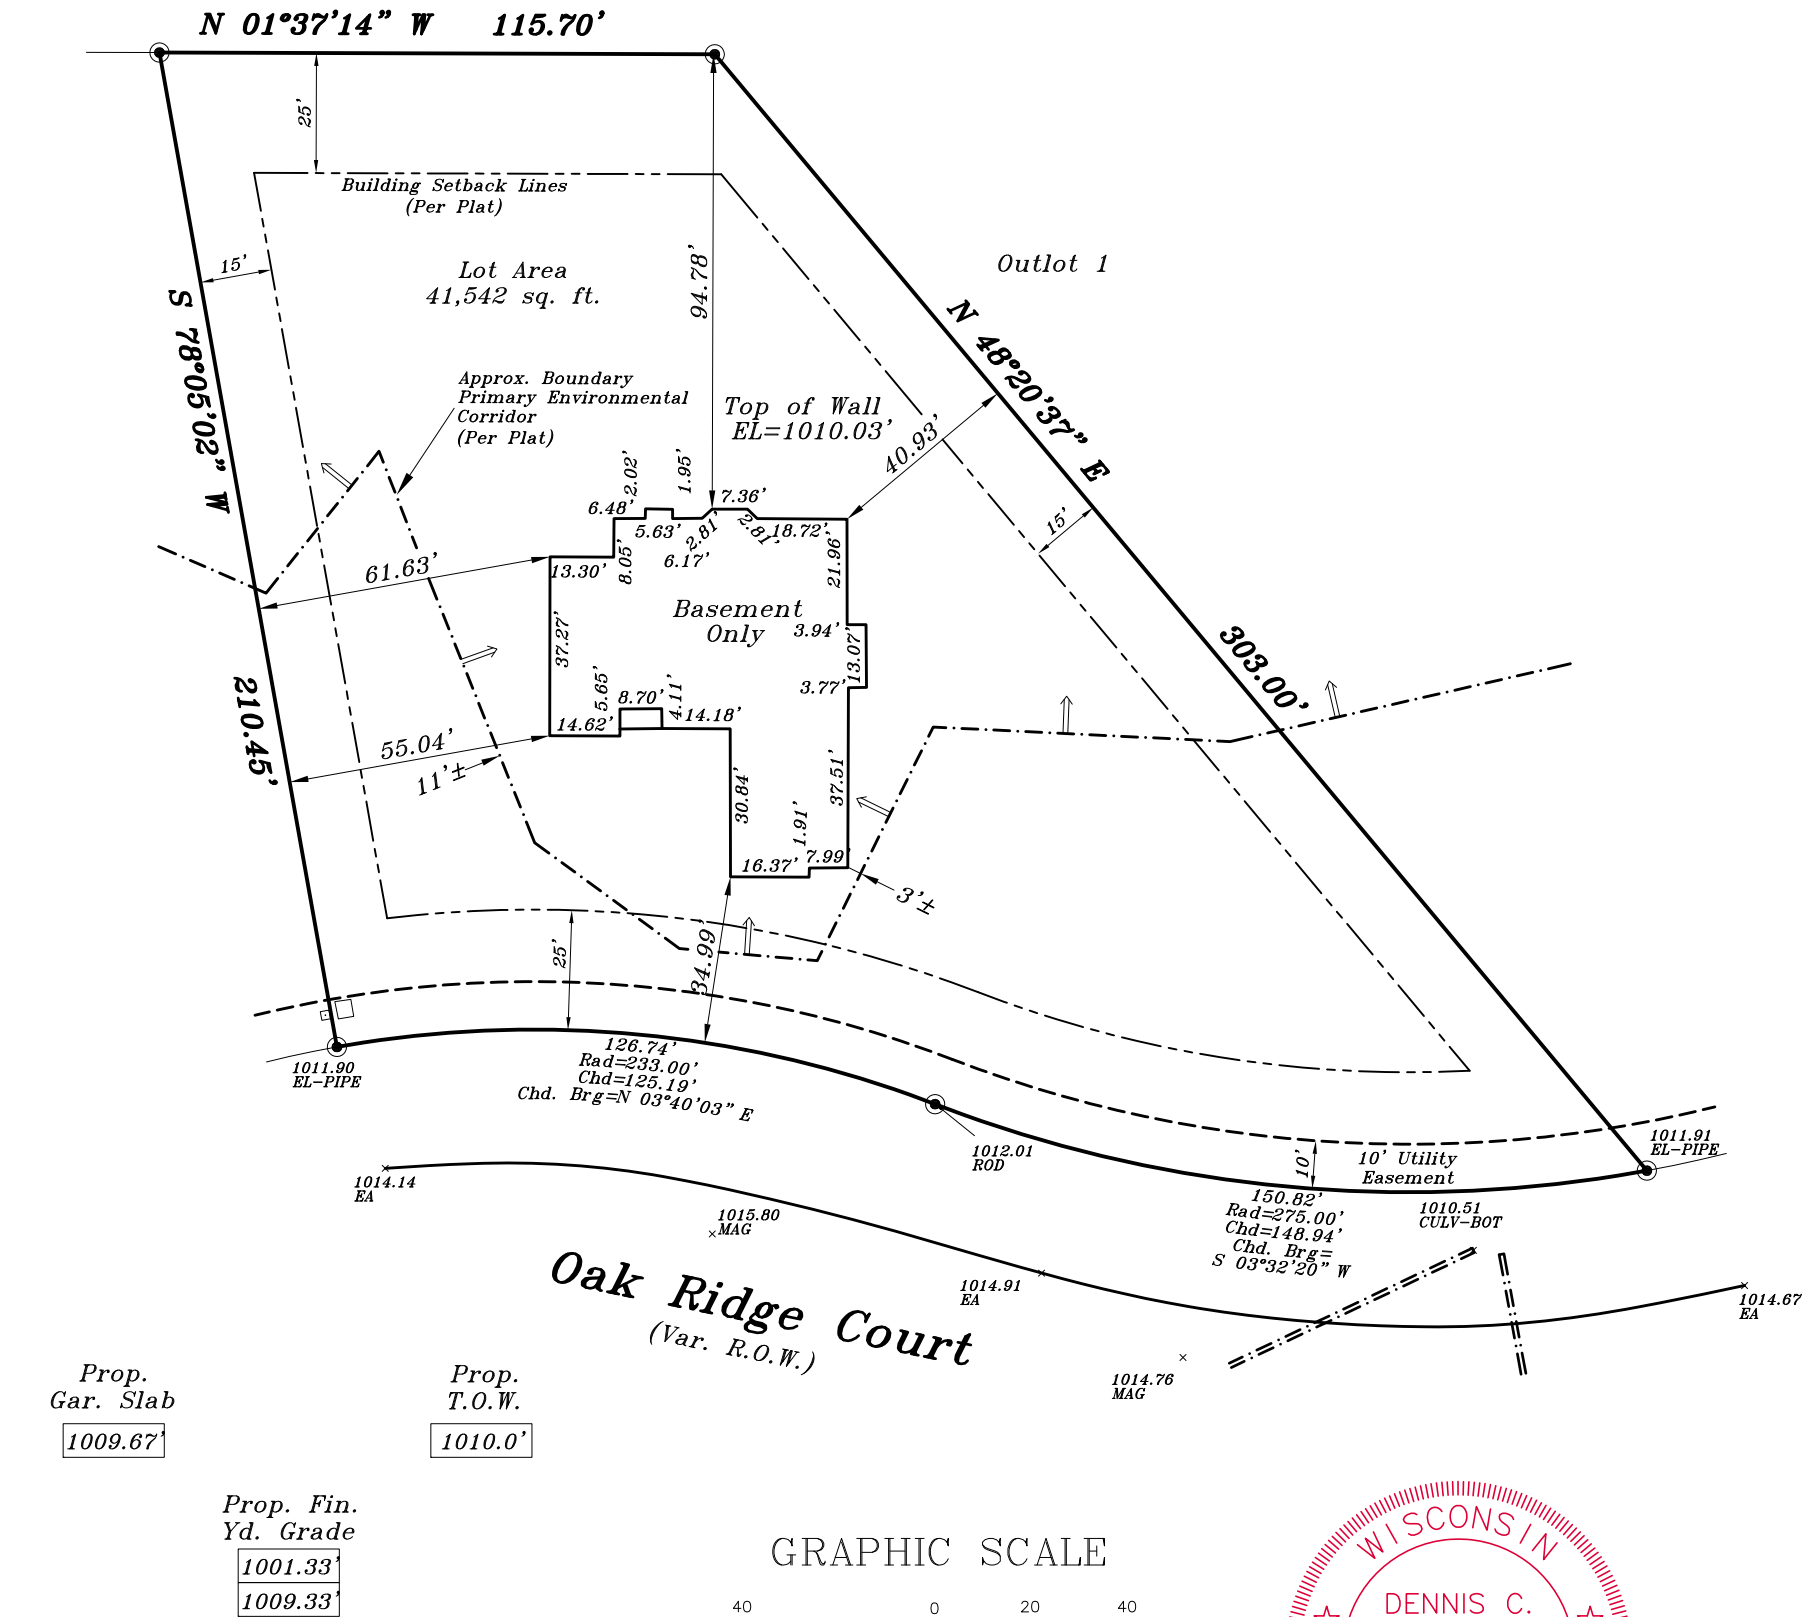 N 01°37'14" W 115.70'
25'
Building Setback Lines
(Per Plat)
15'
Lot Area
41,542 sq. ft.
94.78'
Outlot 1
S 78°05'02" W
210.45'
N 48°20'37" E
303.00'
Approx. Boundary
Primary Environmental
Corridor
(Per Plat)
Top of Wall
EL=1010.03'
40.93'
15'
2.02'
1.95'
7.36'
6.48'
5.63'
2.81'
2.81'
18.72'
6.17'
8.05'
21.96'
61.63'
13.30'
Basement
Only
3.94'
13.07'
37.27'
3.77'
5.65'
8.70'
4.11'
14.62'
14.18'
55.04'
11'±
30.84'
37.51'
1.91'
16.37'
7.99'
3'±
34.99'
25'
126.74'
Rad=233.00'
Chd=125.19'
Chd. Brg=N 03°40'03" E
1011.90
EL-PIPE
1012.01
ROD
10'
10' Utility
Easement
1011.91
EL-PIPE
150.82'
Rad=275.00'
Chd=148.94'
Chd. Brg=
S 03°32'20" W
1010.51
CULV-BOT
1014.14
EA
1015.80
MAG
1014.91
EA
1014.67
EA
1014.76
MAG
Oak Ridge Court
(Var. R.O.W.)
Prop.
Gar. Slab
1009.67'
Prop.
T.O.W.
1010.0'
Prop. Fin.
Yd. Grade
1001.33'
1009.33'
GRAPHIC SCALE
40 0 20 40
WISCONSIN
DENNIS C.